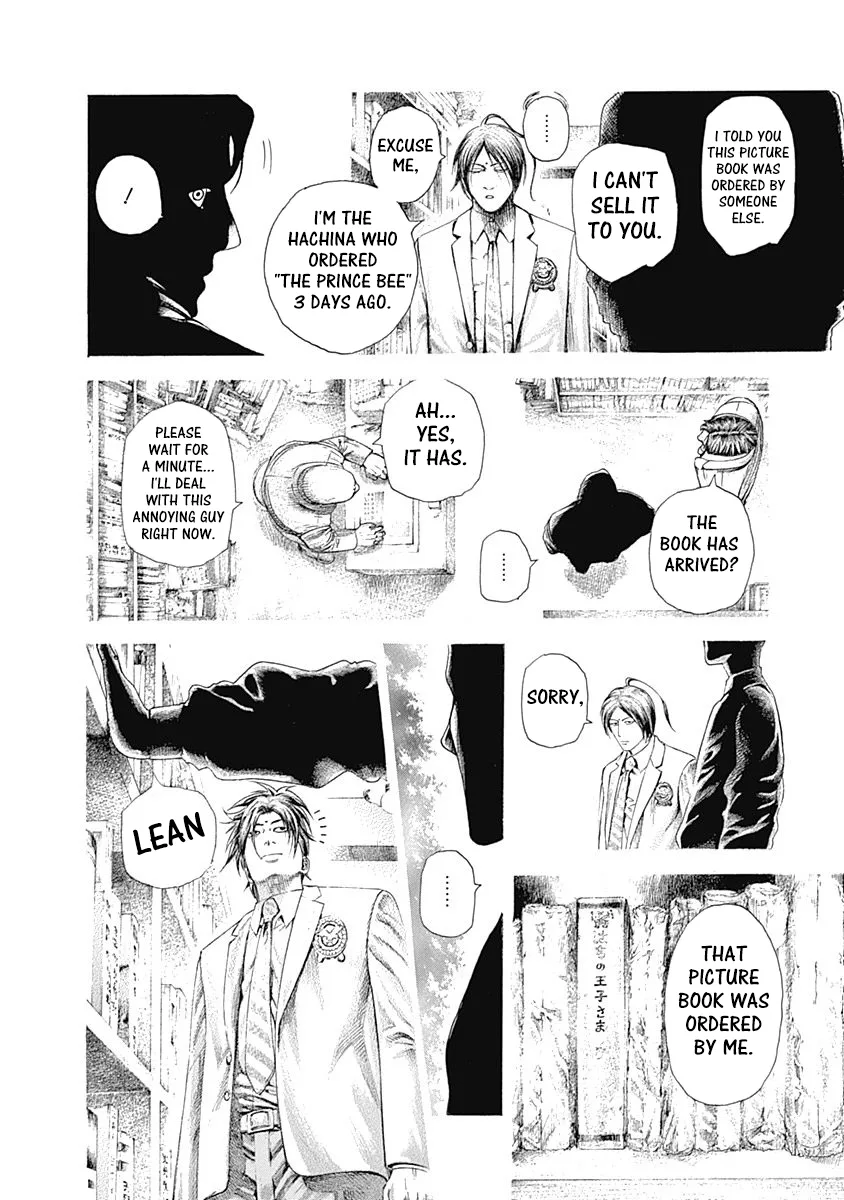 I TOLD YOU
THIS PICTURE
BOOK WAS
ORDERED BY
SOMEONE
ELSE.
I CAN'T
SELL IT
TO YOU.
......
EXCUSE
ME,
I'M THE
HACHINA WHO
ORDERED
"THE PRINCE BEE"
3 DAYS AGO.
!
THE
BOOK HAS
ARRIVED?
......
AH...
YES,
IT HAS.
PLEASE
WAIT FOR
A MINUTE...
I'LL DEAL
WITH THIS
ANNOYING GUY
RIGHT NOW.
SORRY,
THAT
PICTURE
BOOK WAS
ORDERED
BY ME.
の王子さま
......
LEAN